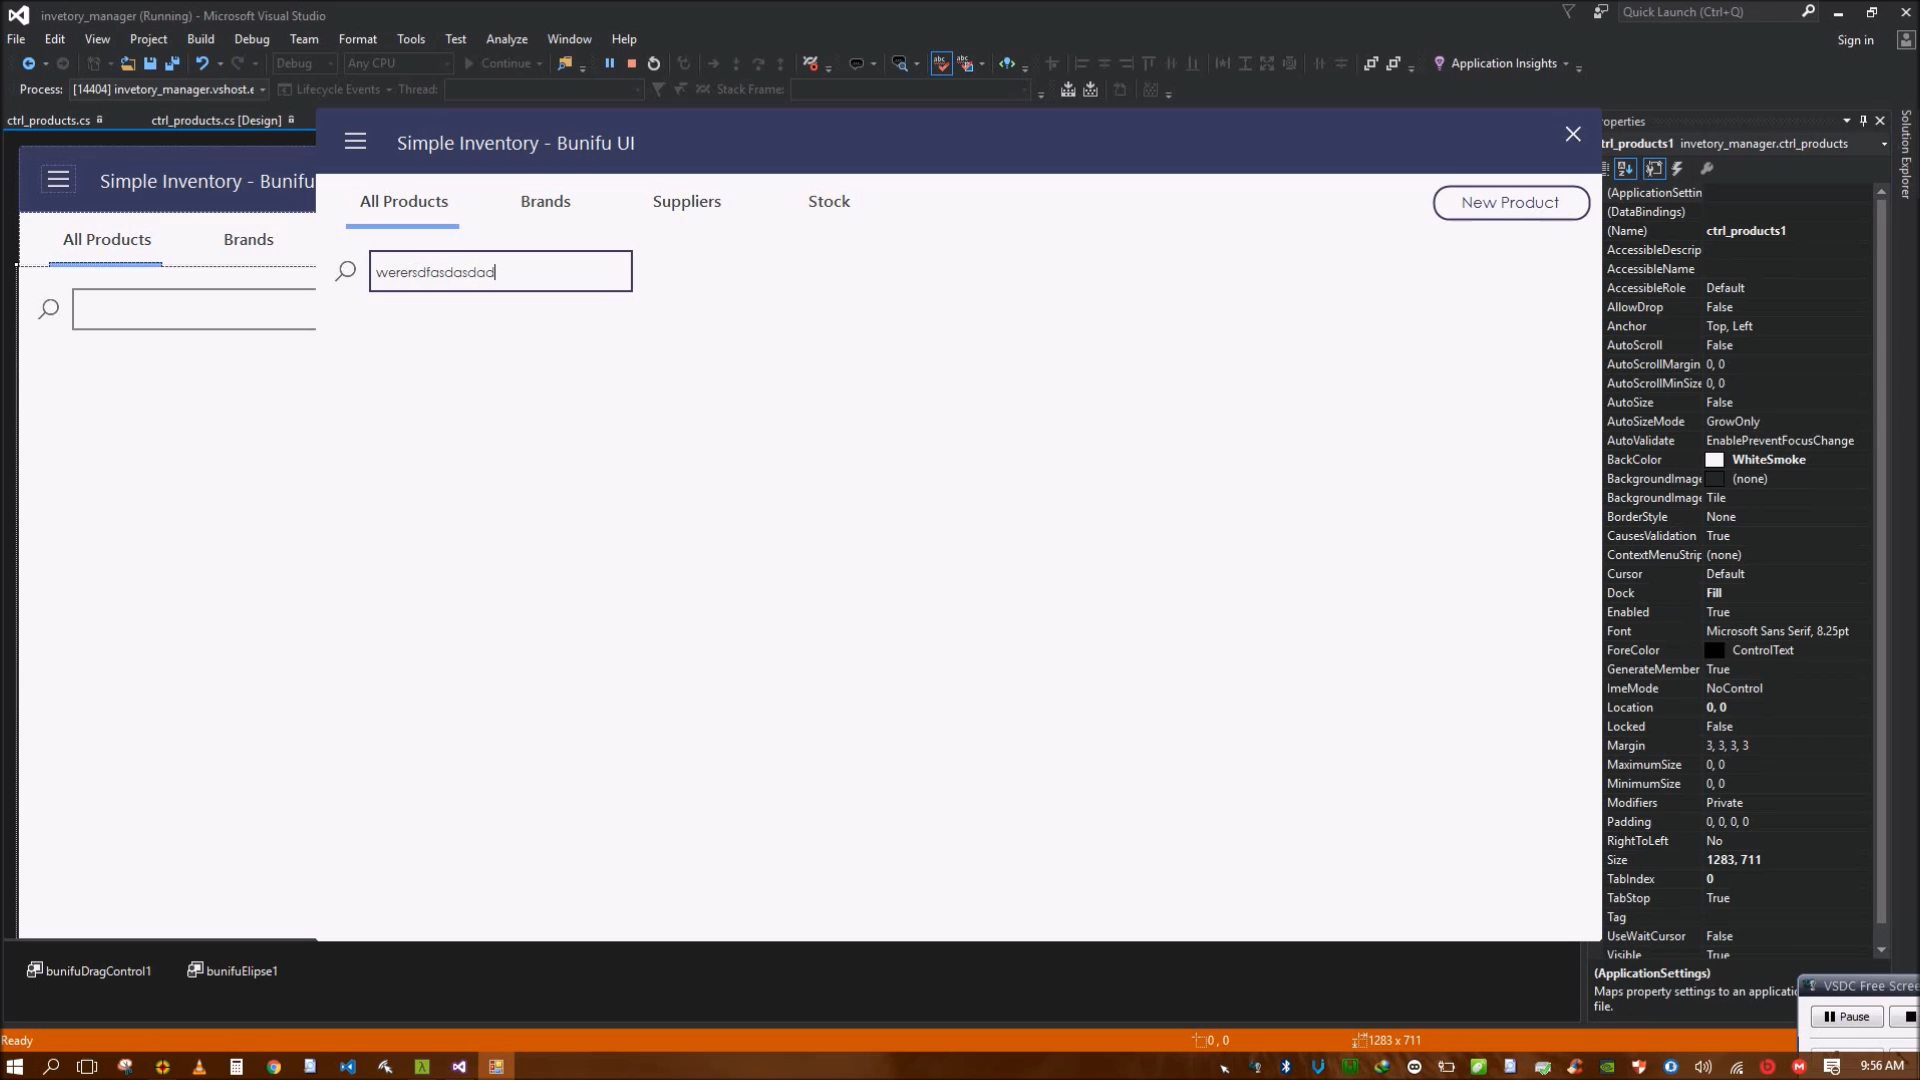 invetory_manager (Running) - Microsoft Visual Studio
Quick Launch (Ctrl+Q)
File Edit View Project Build Debug Team Format Tools Test Analyze Window Help
Sign in
Debug Any CPU Continue Application Insights
Process: [14404] invetory_manager.vshost.e Lifecycle Events Thread: Stack Frame:
ctrl_products.cs ctrl_products.cs [Design]
Simple Inventory - Bunifu
All Products Brands
Simple Inventory - Bunifu UI
All Products Brands Suppliers Stock New Product
werersdfasdasdad
bunifuDragControl1 bunifuElipse1
roperties
trl_products1 invetory_manager.ctrl_products
(ApplicationSettin
(DataBindings)
(Name) ctrl_products1
AccessibleDescrip
AccessibleName
AccessibleRole Default
AllowDrop False
Anchor Top, Left
AutoScroll False
AutoScrollMargin 0, 0
AutoScrollMinSize 0, 0
AutoSize False
AutoSizeMode GrowOnly
AutoValidate EnablePreventFocusChange
BackColor WhiteSmoke
BackgroundImage (none)
BackgroundImage Tile
BorderStyle None
CausesValidation True
ContextMenuStrip (none)
Cursor Default
Dock Fill
Enabled True
Font Microsoft Sans Serif, 8.25pt
ForeColor ControlText
GenerateMember True
ImeMode NoControl
Location 0, 0
Locked False
Margin 3, 3, 3, 3
MaximumSize 0, 0
MinimumSize 0, 0
Modifiers Private
Padding 0, 0, 0, 0
RightToLeft No
Size 1283, 711
TabIndex 0
TabStop True
Tag
UseWaitCursor False
Visible True
(ApplicationSettings)
Maps property settings to an applicatio
file.
Solution Explorer
VSDC Free Scree
Pause
Ready 0 , 0 1283 x 711
9:56 AM